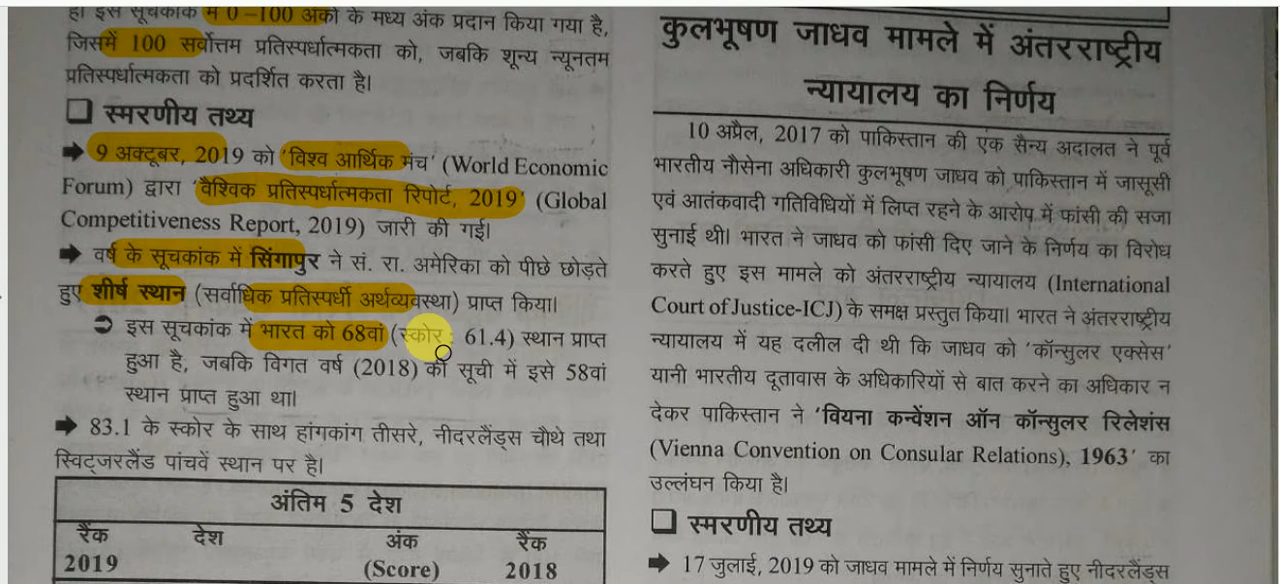 है। इस सूचकांक में 0–100 अंकों के मध्य अंक प्रदान किया गया है,
जिसमें 100 सर्वोत्तम प्रतिस्पर्धात्मकता को, जबकि शून्य न्यूनतम
प्रतिस्पर्धात्मकता को प्रदर्शित करता है।
❑ स्मरणीय तथ्य
➡ 9 अक्टूबर, 2019 को 'विश्व आर्थिक मंच' (World Economic
Forum) द्वारा 'वैश्विक प्रतिस्पर्धात्मकता रिपोर्ट, 2019' (Global
Competitiveness Report, 2019) जारी की गई।
➡ वर्ष के सूचकांक में सिंगापुर ने सं. रा. अमेरिका को पीछे छोड़ते
हुए शीर्ष स्थान (सर्वाधिक प्रतिस्पर्धी अर्थव्यवस्था) प्राप्त किया।
➲ इस सूचकांक में भारत को 68वां (स्कोर : 61.4) स्थान प्राप्त
हुआ है, जबकि विगत वर्ष (2018) की सूची में इसे 58वां
स्थान प्राप्त हुआ था।
➡ 83.1 के स्कोर के साथ हांगकांग तीसरे, नीदरलैंड्स चौथे तथा
स्विट्जरलैंड पांचवें स्थान पर है।
अंतिम 5 देश
रैंक देश अंक रैंक
2019 (Score) 2018
कुलभूषण जाधव मामले में अंतरराष्ट्रीय
न्यायालय का निर्णय
10 अप्रैल, 2017 को पाकिस्तान की एक सैन्य अदालत ने पूर्व
भारतीय नौसेना अधिकारी कुलभूषण जाधव को पाकिस्तान में जासूसी
एवं आतंकवादी गतिविधियों में लिप्त रहने के आरोप में फांसी की सजा
सुनाई थी। भारत ने जाधव को फांसी दिए जाने के निर्णय का विरोध
करते हुए इस मामले को अंतरराष्ट्रीय न्यायालय (International
Court of Justice-ICJ) के समक्ष प्रस्तुत किया। भारत ने अंतरराष्ट्रीय
न्यायालय में यह दलील दी थी कि जाधव को 'कॉन्सुलर एक्सेस'
यानी भारतीय दूतावास के अधिकारियों से बात करने का अधिकार न
देकर पाकिस्तान ने 'वियना कन्वेंशन ऑन कॉन्सुलर रिलेशंस
(Vienna Convention on Consular Relations), 1963' का
उल्लंघन किया है।
❑ स्मरणीय तथ्य
➡ 17 जुलाई, 2019 को जाधव मामले में निर्णय सुनाते हुए नीदरलैंड्स